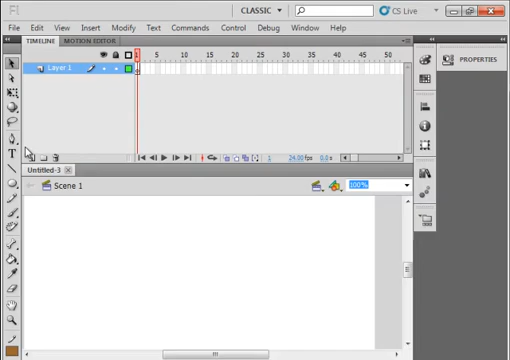 Fl CLASSIC CS Live
File Edit View Insert Modify Text Commands Control Debug Window Help
TIMELINE MOTION EDITOR
1 5 10 15 20 25 30 35 40 45 50
Layer 1
1 24.00 fps 0.0 s
Untitled-3
Scene 1 100%
PROPERTIES
T